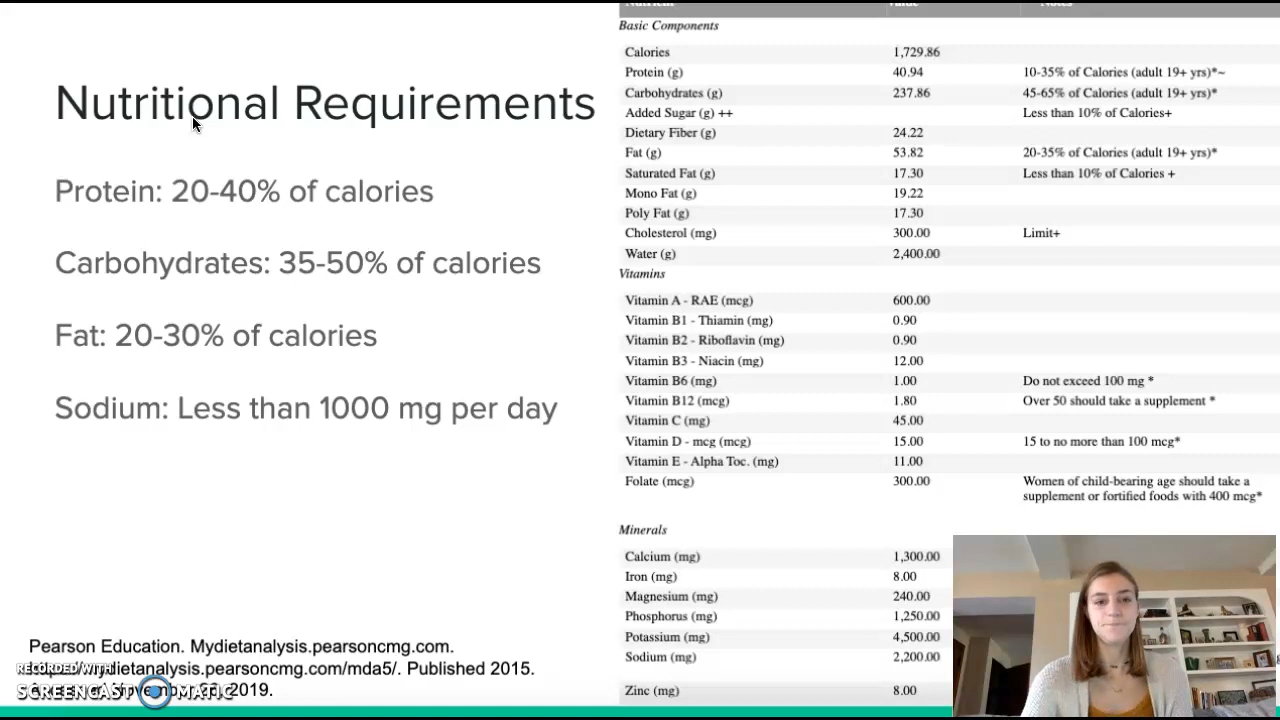 Nutritional Requirements
Protein: 20-40% of calories
Carbohydrates: 35-50% of calories
Fat: 20-30% of calories
Sodium: Less than 1000 mg per day
Pearson Education. Mydietanalysis.pearsoncmg.com.
dietanalysis.pearsoncmg.com/mda5/. Published 2015.
2019.
RECORDED WITH
SCREENCAST MATIC
Nutrient Value Notes
Basic Components
Calories 1,729.86
Protein (g) 40.94 10-35% of Calories (adult 19+ yrs)*~
Carbohydrates (g) 237.86 45-65% of Calories (adult 19+ yrs)*
Added Sugar (g) ++ Less than 10% of Calories+
Dietary Fiber (g) 24.22
Fat (g) 53.82 20-35% of Calories (adult 19+ yrs)*
Saturated Fat (g) 17.30 Less than 10% of Calories +
Mono Fat (g) 19.22
Poly Fat (g) 17.30
Cholesterol (mg) 300.00 Limit+
Water (g) 2,400.00
Vitamins
Vitamin A - RAE (mcg) 600.00
Vitamin B1 - Thiamin (mg) 0.90
Vitamin B2 - Riboflavin (mg) 0.90
Vitamin B3 - Niacin (mg) 12.00
Vitamin B6 (mg) 1.00 Do not exceed 100 mg *
Vitamin B12 (mcg) 1.80 Over 50 should take a supplement *
Vitamin C (mg) 45.00
Vitamin D - mcg (mcg) 15.00 15 to no more than 100 mcg*
Vitamin E - Alpha Toc. (mg) 11.00
Folate (mcg) 300.00 Women of child-bearing age should take a
supplement or fortified foods with 400 mcg*
Minerals
Calcium (mg) 1,300.00
Iron (mg) 8.00
Magnesium (mg) 240.00
Phosphorus (mg) 1,250.00
Potassium (mg) 4,500.00
Sodium (mg) 2,200.00
Zinc (mg) 8.00